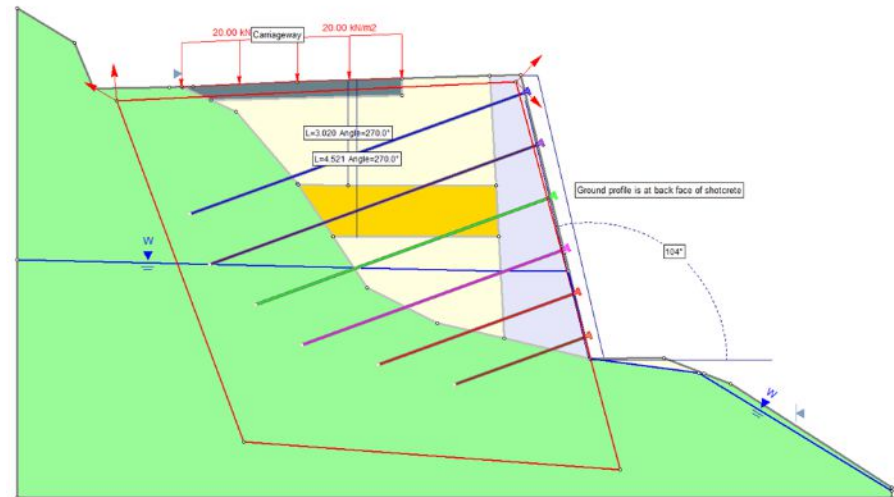 20.00 kN
20.00 kN/m2
Carriageway
L=3.020 Angle=270.0°
L=4.521 Angle=270.0°
Ground profile is at back face of shotcrete
W
104°
W